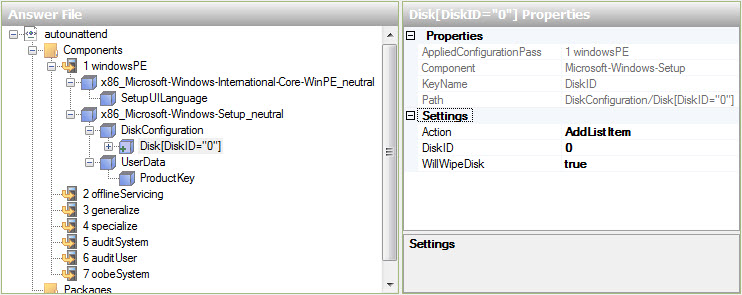 Answer File
autounattend
Components
1 windowsPE
x86_Microsoft-Windows-International-Core-WinPE_neutral
SetupUILanguage
x86_Microsoft-Windows-Setup_neutral
DiskConfiguration
Disk[DiskID="0"]
UserData
ProductKey
2 offlineServicing
3 generalize
4 specialize
5 auditSystem
6 auditUser
7 oobeSystem
Packages
Disk[DiskID="0"] Properties
Properties
AppliedConfigurationPass 1 windowsPE
Component Microsoft-Windows-Setup
KeyName DiskID
Path DiskConfiguration/Disk[DiskID="0"]
Settings
Action AddListItem
DiskID 0
WillWipeDisk true
Settings